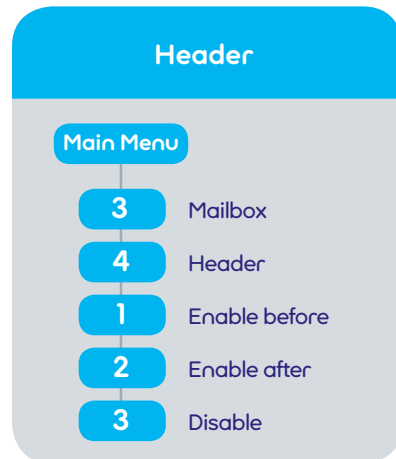 Header
Main Menu
3 Mailbox
4 Header
1 Enable before
2 Enable after
3 Disable